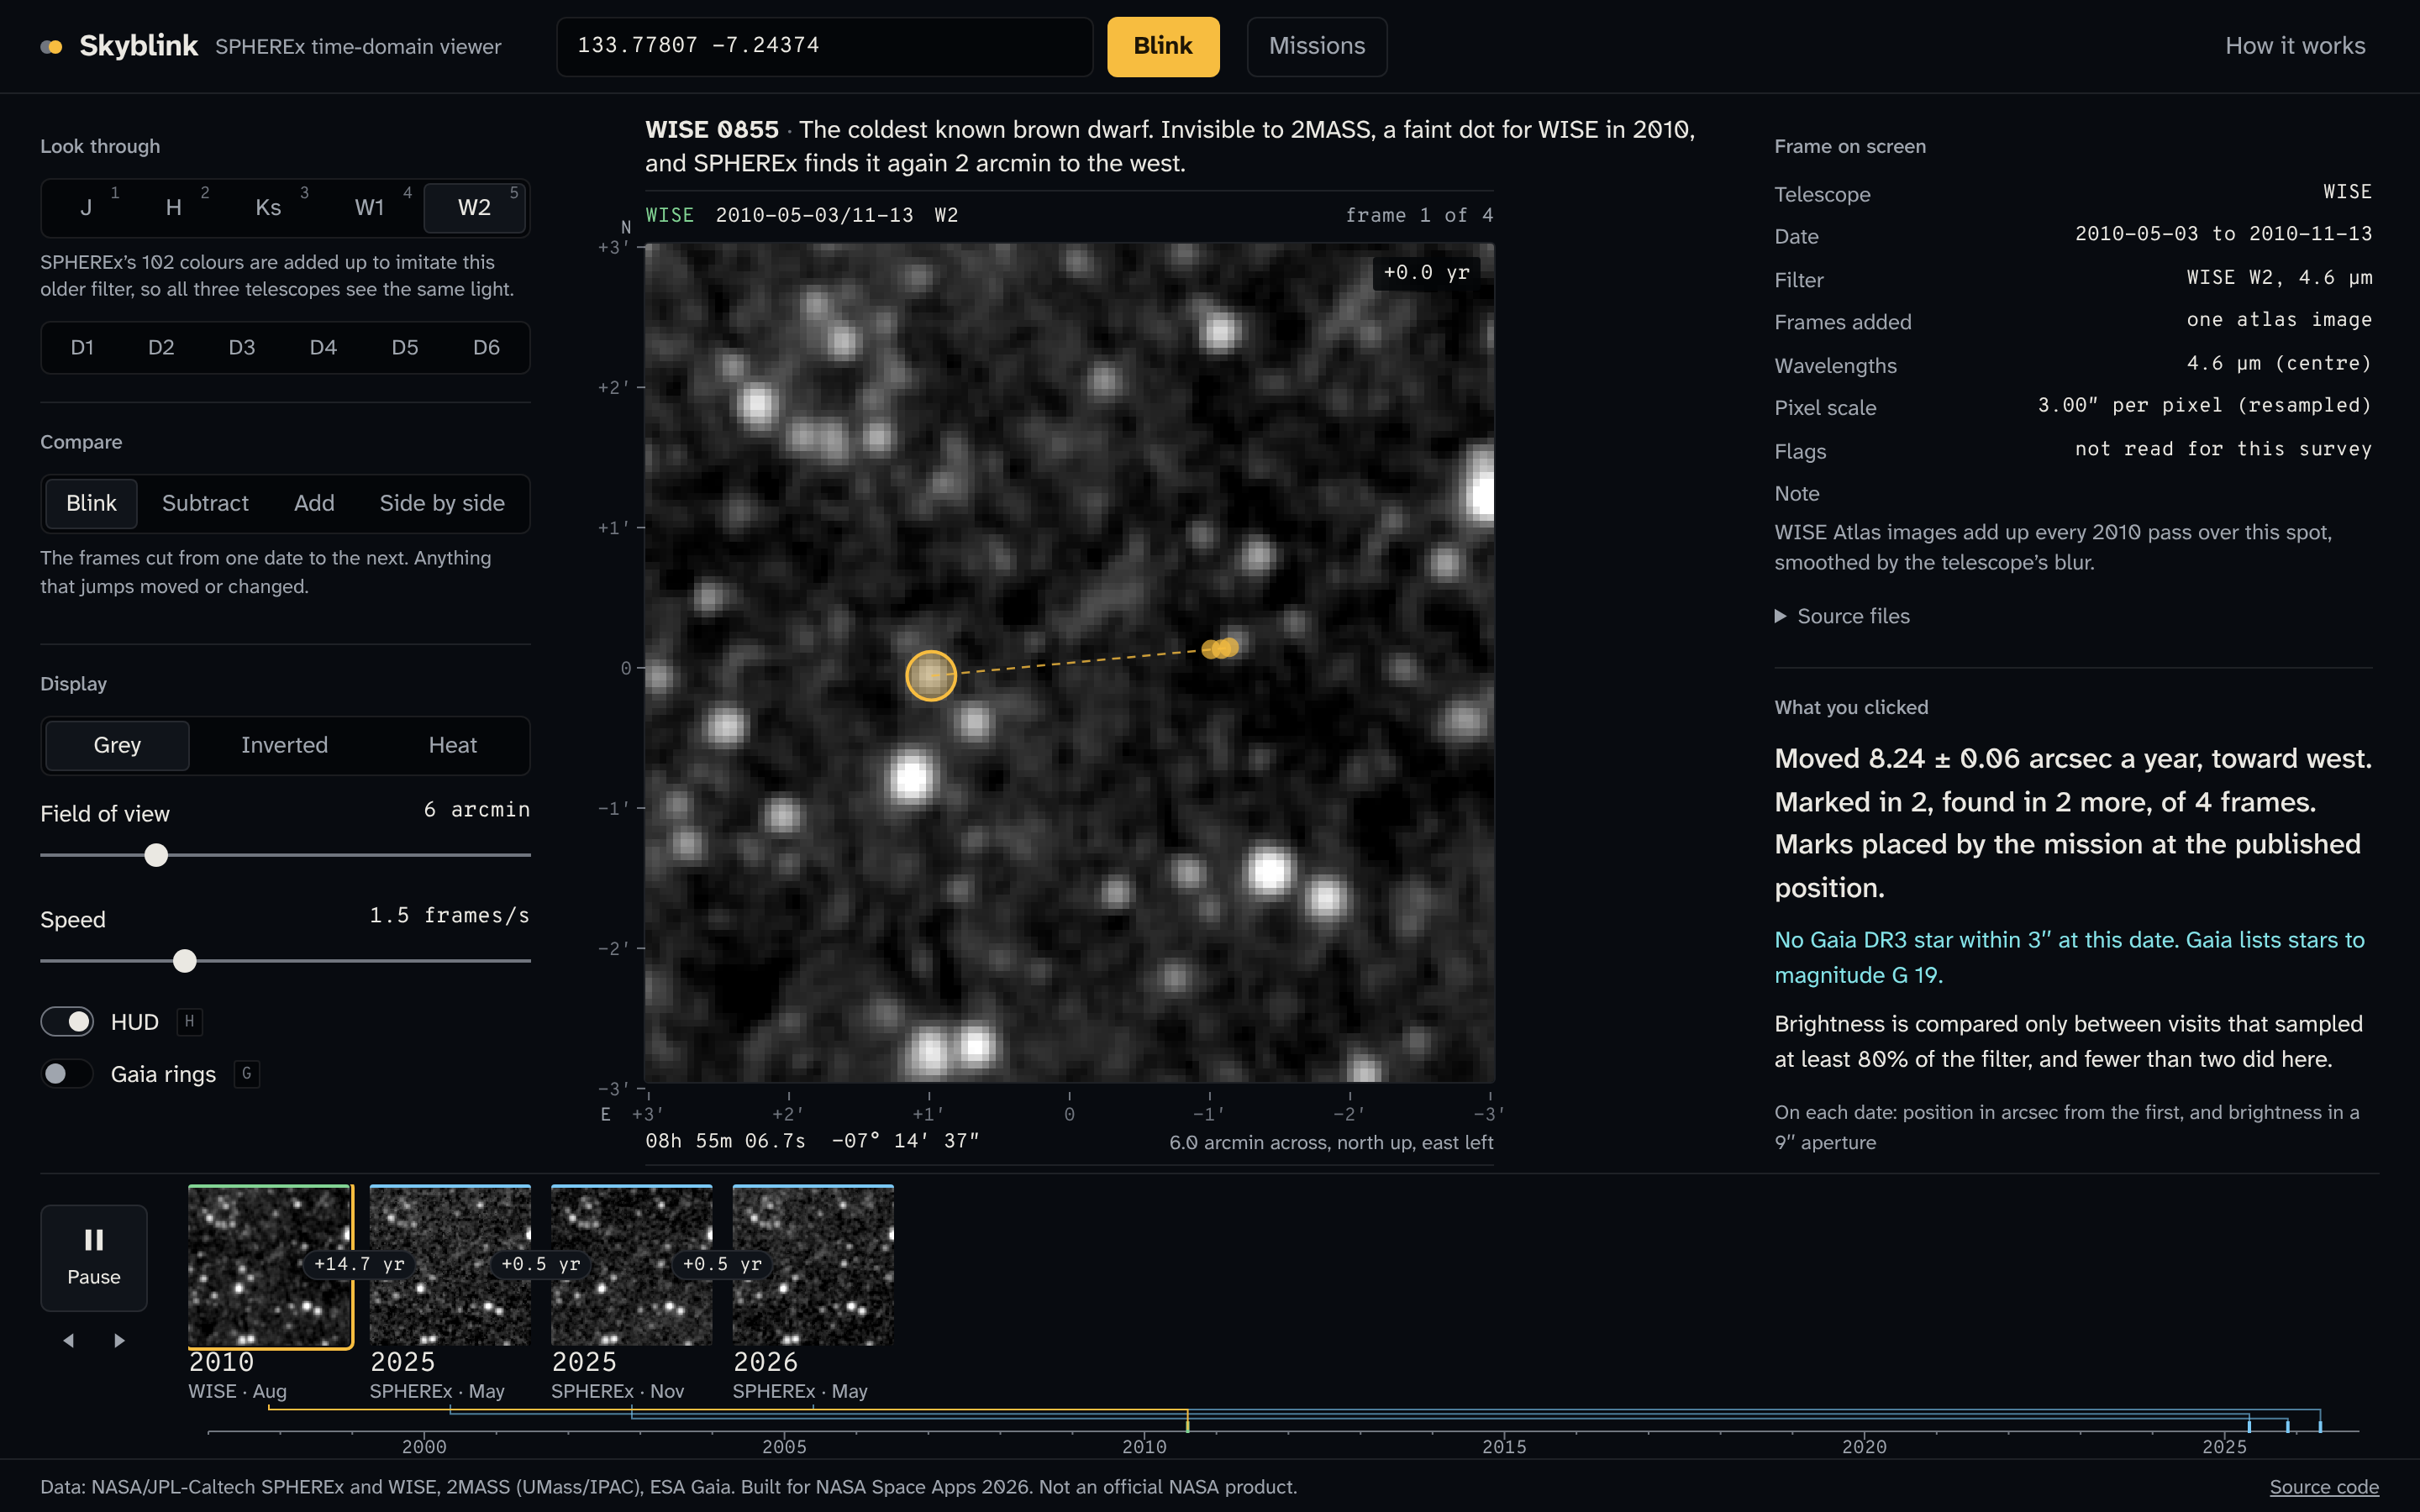 Skyblink SPHEREx time-domain viewer
133.77807 −7.24374
Blink
Missions
How it works
Look through
J 1 H 2 Ks 3 W1 4 W2 5
SPHEREx’s 102 colours are added up to imitate this
older filter, so all three telescopes see the same light.
D1 D2 D3 D4 D5 D6
Compare
Blink Subtract Add Side by side
The frames cut from one date to the next. Anything
that jumps moved or changed.
Display
Grey Inverted Heat
Field of view 6 arcmin
Speed 1.5 frames/s
HUD H
Gaia rings G
WISE 0855 · The coldest known brown dwarf. Invisible to 2MASS, a faint dot for WISE in 2010,
and SPHEREx finds it again 2 arcmin to the west.
WISE 2010-05-03/11-13 W2 frame 1 of 4
N
+3′
+0.0 yr
+2′
+1′
0
−1′
−2′
−3′
E +3′ +2′ +1′ 0 −1′ −2′ −3′
08h 55m 06.7s −07° 14′ 37″ 6.0 arcmin across, north up, east left
Frame on screen
Telescope WISE
Date 2010-05-03 to 2010-11-13
Filter WISE W2, 4.6 µm
Frames added one atlas image
Wavelengths 4.6 µm (centre)
Pixel scale 3.00″ per pixel (resampled)
Flags not read for this survey
Note
WISE Atlas images add up every 2010 pass over this spot,
smoothed by the telescope’s blur.
Source files
What you clicked
Moved 8.24 ± 0.06 arcsec a year, toward west.
Marked in 2, found in 2 more, of 4 frames.
Marks placed by the mission at the published
position.
No Gaia DR3 star within 3″ at this date. Gaia lists stars to
magnitude G 19.
Brightness is compared only between visits that sampled
at least 80% of the filter, and fewer than two did here.
On each date: position in arcsec from the first, and brightness in a
9″ aperture
Pause
+14.7 yr +0.5 yr +0.5 yr
2010 2025 2025 2026
WISE · Aug SPHEREx · May SPHEREx · Nov SPHEREx · May
2000 2005 2010 2015 2020 2025
Data: NASA/JPL-Caltech SPHEREx and WISE, 2MASS (UMass/IPAC), ESA Gaia. Built for NASA Space Apps 2026. Not an official NASA product.
Source code